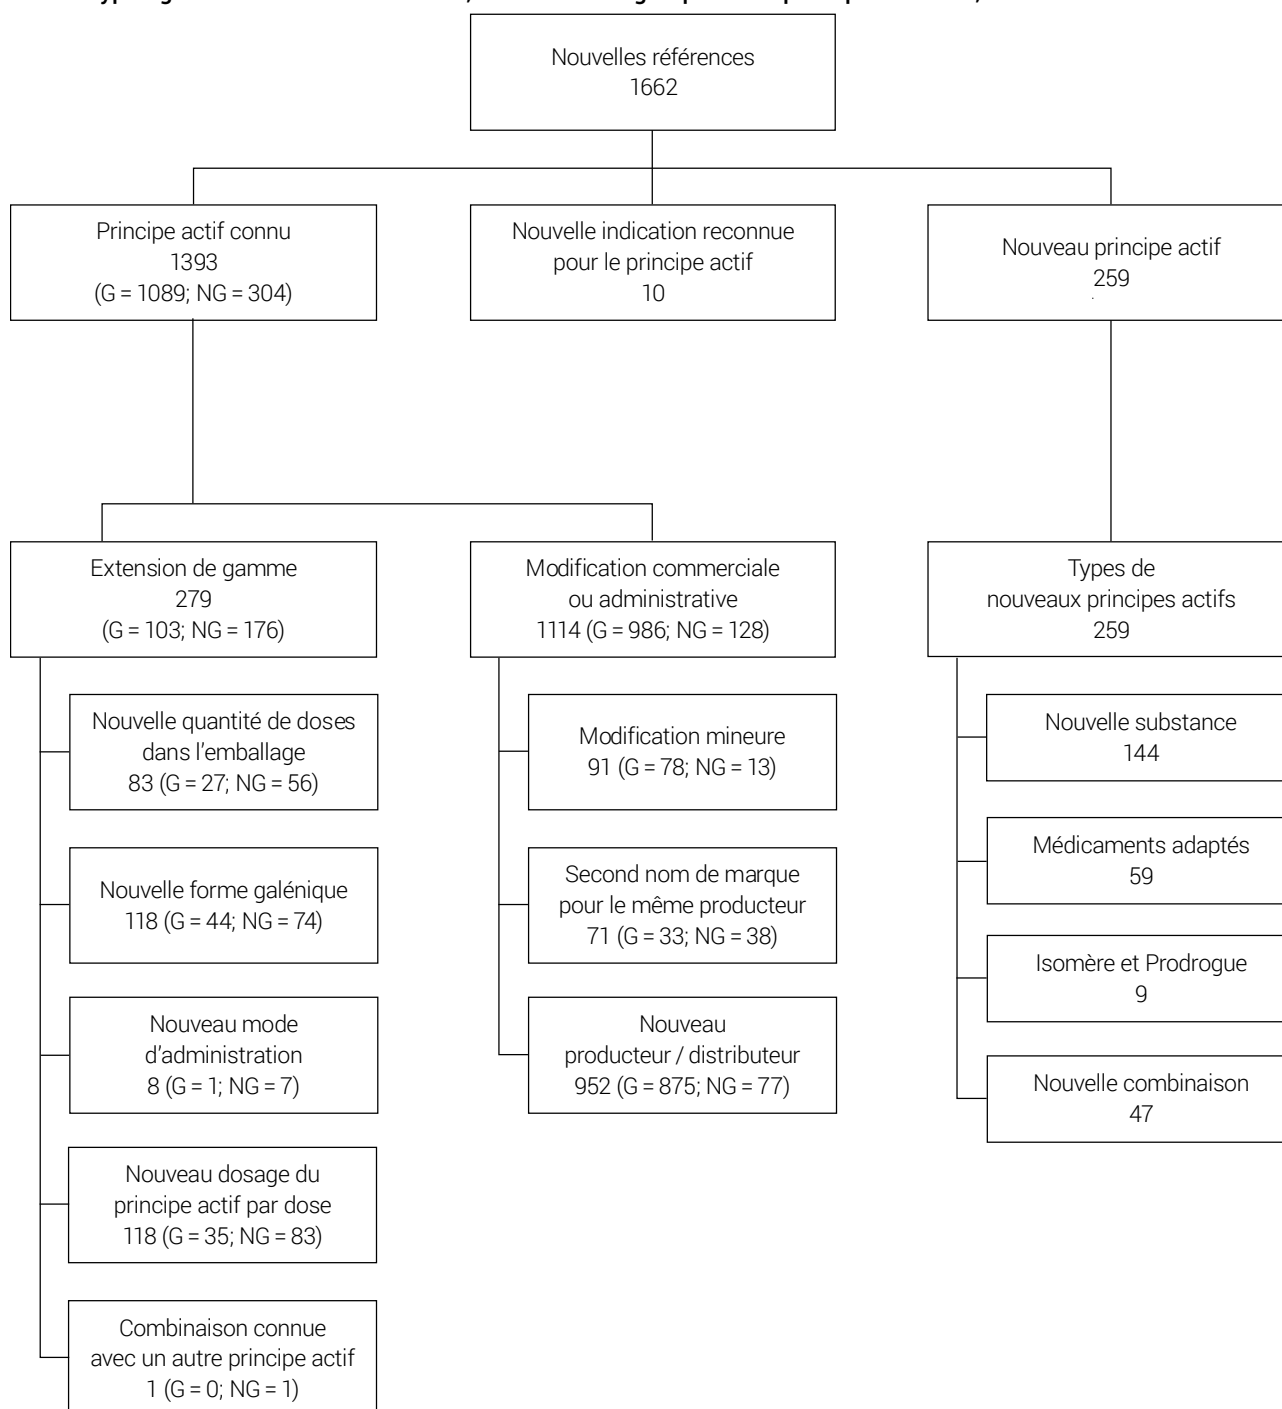 Nouvelles références
1662
Principe actif connu
1393
(G = 1089; NG = 304)
Nouvelle indication reconnue
pour le principe actif
10
Nouveau principe actif
259
Extension de gamme
279
(G = 103; NG = 176)
Modification commerciale
ou administrative
1114 (G = 986; NG = 128)
Types de
nouveaux principes actifs
259
Nouvelle quantité de doses
dans l'emballage
83 (G = 27; NG = 56)
Nouvelle forme galénique
118 (G = 44; NG = 74)
Nouveau mode
d'administration
8 (G = 1; NG = 7)
Nouveau dosage du
principe actif par dose
118 (G = 35; NG = 83)
Combinaison connue
avec un autre principe actif
1 (G = 0; NG = 1)
Modification mineure
91 (G = 78; NG = 13)
Second nom de marque
pour le même producteur
71 (G = 33; NG = 38)
Nouveau
producteur / distributeur
952 (G = 875; NG = 77)
Nouvelle substance
144
Médicaments adaptés
59
Isomère et Prodrogue
9
Nouvelle combinaison
47